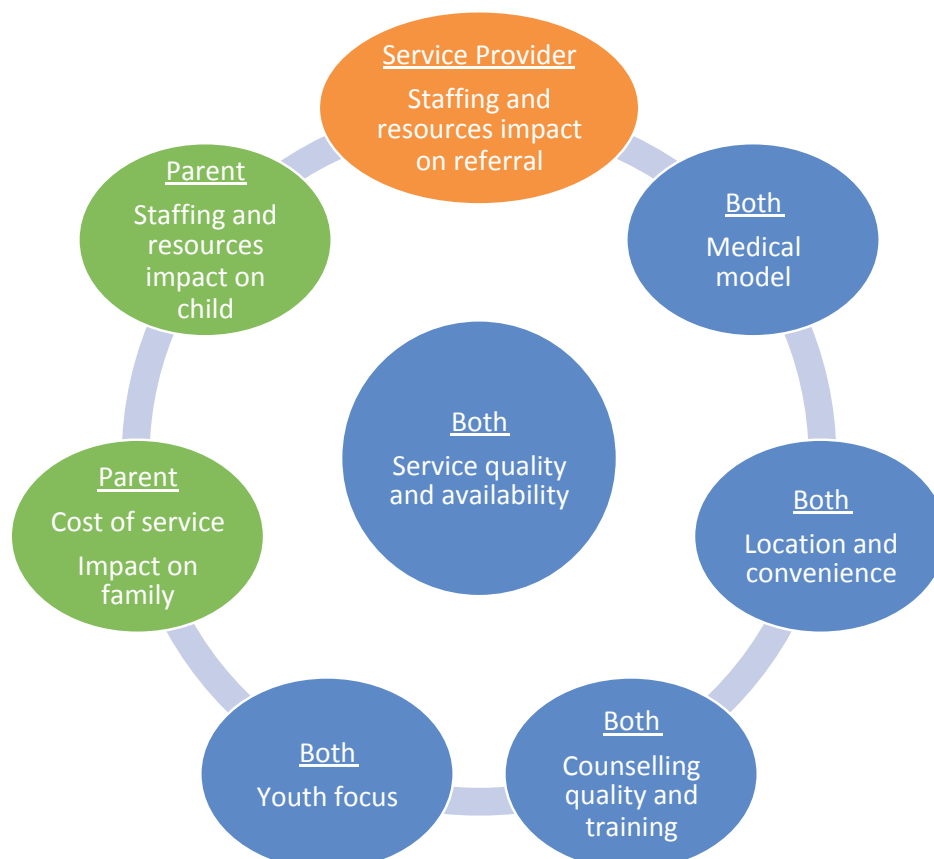 Service Provider
Staffing and
resources impact
on referral
Both
Medical
model
Both
Location and
convenience
Both
Counselling
quality and
training
Both
Youth focus
Parent
Cost of service
Impact on
family
Parent
Staffing and
resources
impact on
child
Both
Service quality
and availability